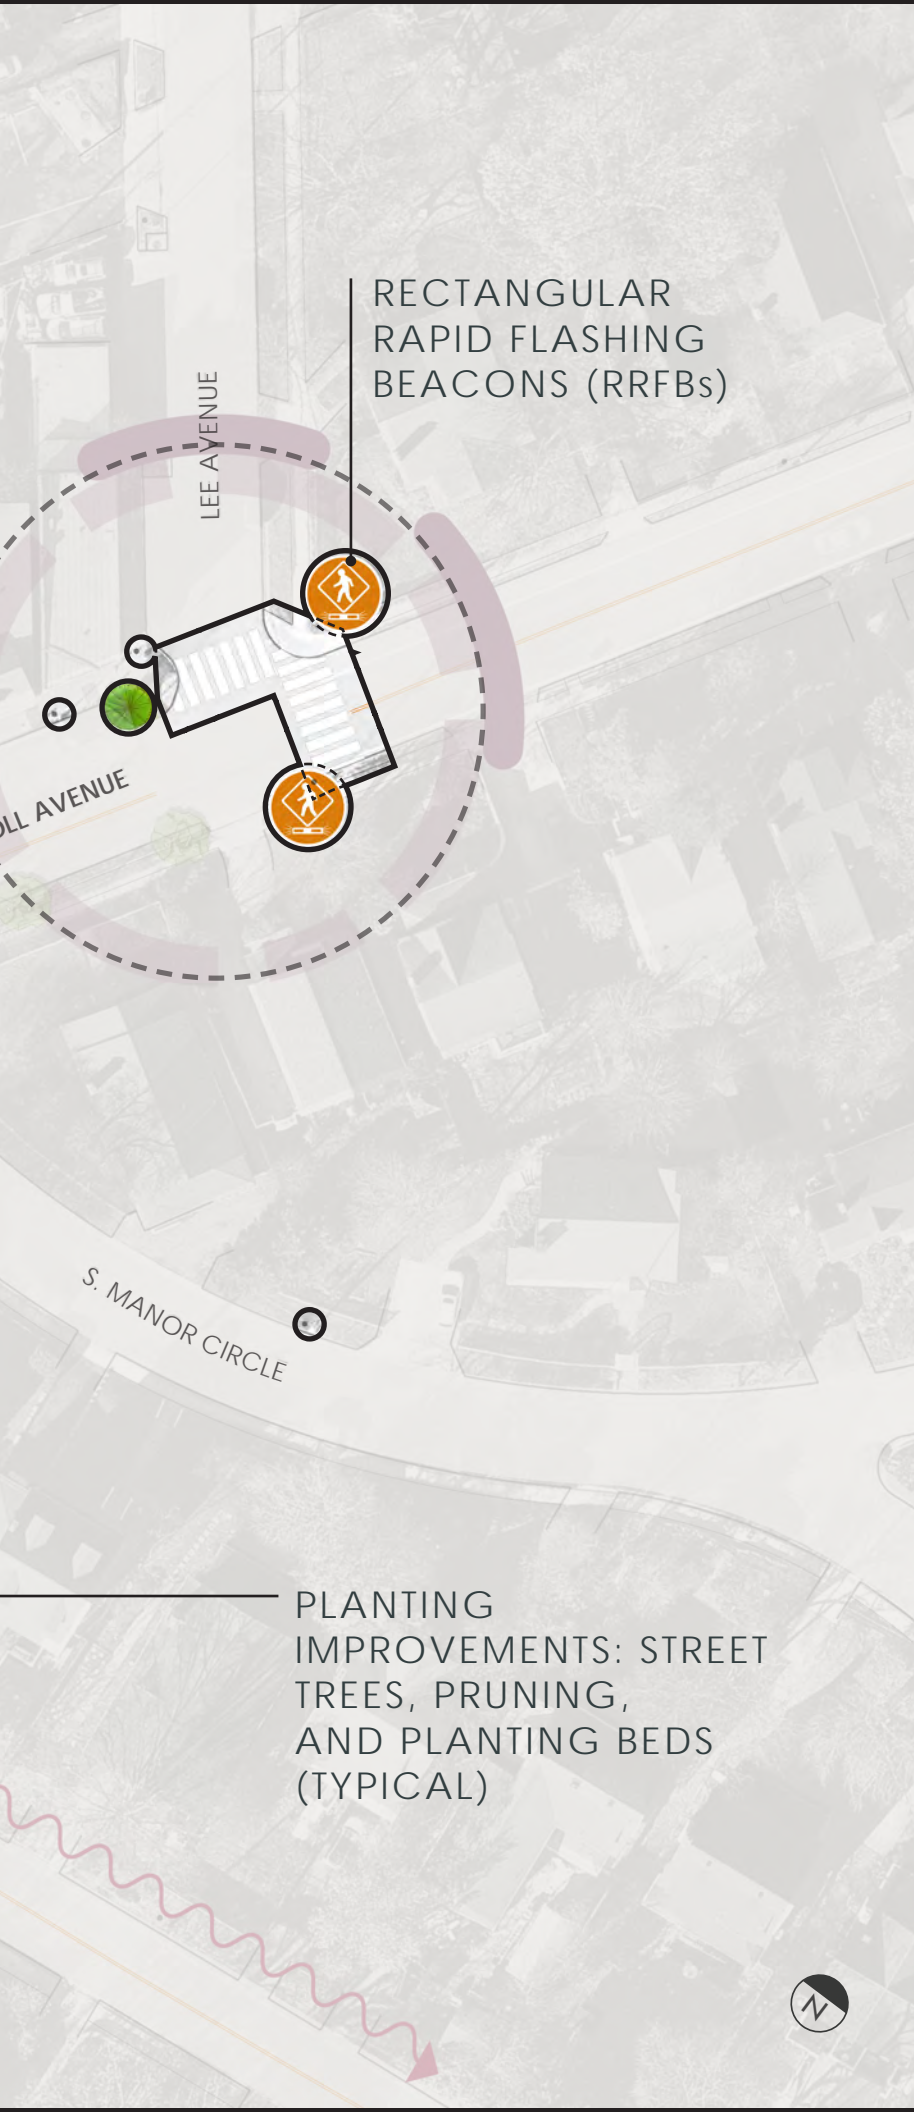 RECTANGULAR
RAPID FLASHING
BEACONS (RRFBs)
LEE AVENUE
OLL AVENUE
S. MANOR CIRCLE
PLANTING
IMPROVEMENTS: STREET
TREES, PRUNING,
AND PLANTING BEDS
(TYPICAL)
N